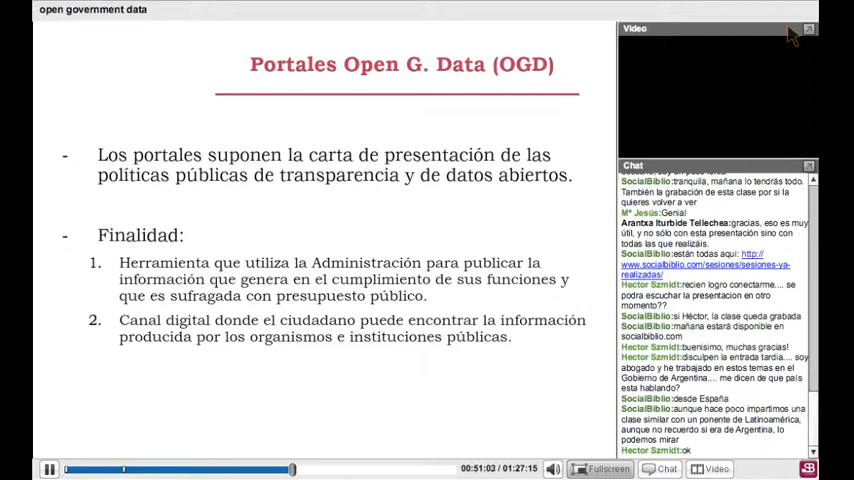 open government data
Portales Open G. Data (OGD)
- Los portales suponen la carta de presentación de las
políticas públicas de transparencia y de datos abiertos.
- Finalidad:
1. Herramienta que utiliza la Administración para publicar la
información que genera en el cumplimiento de sus funciones y
que es sufragada con presupuesto público.
2. Canal digital donde el ciudadano puede encontrar la información
producida por los organismos e instituciones públicas.
Video
Chat
SocialBiblio:tranquila, mañana lo tendrás todo.
También la grabación de esta clase por si la
quieres volver a ver
Mª Jesús:Genial
Arantxa Iturbide Tellechea:gracias, eso es muy
útil, y no sólo con esta presentación sino con
todas las que realizáis.
SocialBiblio:están todas aqui: http://
www.socialbiblio.com/sesiones/sesiones-ya-
realizadas/
Hector Szmidt:recien logro conectarme.... se
podra escuchar la presentacion en otro
momento??
SocialBiblio:si Héctor, la clase queda grabada
SocialBiblio:mañana estará disponible en
socialbiblio.com
Hector Szmidt:buenisimo, muchas gracias!
Hector Szmidt:disculpen la entrada tardia.... soy
abogado y he trabajado en estos temas en el
Gobierno de Argentina.... me dicen de que país
esta hablando?
SocialBiblio:desde España
SocialBiblio:aunque hace poco impartimos una
clase similar con un ponente de Latinoamérica,
aunque no recuerdo si era de Argentina, lo
podemos mirar
Hector Szmidt:ok
00:51:03 / 01:27:15
Fullscreen
Chat
Video
SB